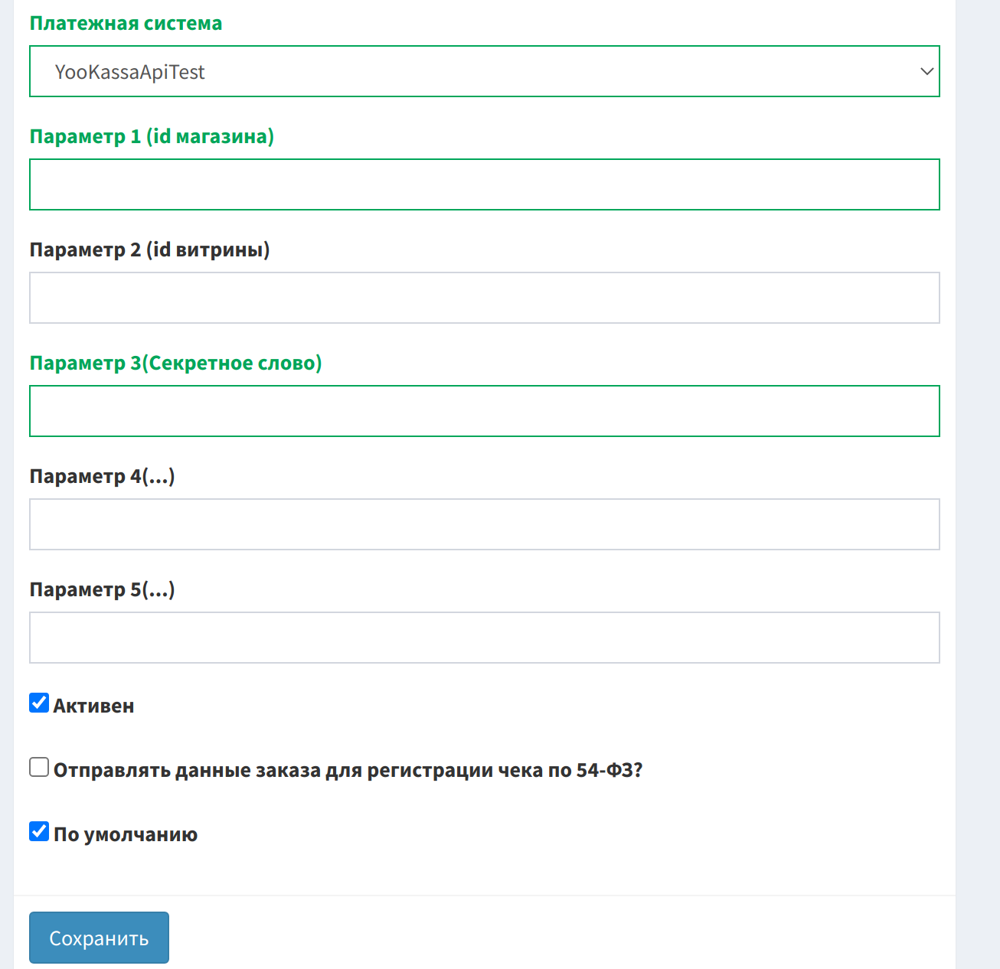 Платежная система
YooKassaApiTest
Параметр 1 (id магазина)
Параметр 2 (id витрины)
Параметр 3(Секретное слово)
Параметр 4(...)
Параметр 5(...)
Активен
Отправлять данные заказа для регистрации чека по 54-ФЗ?
По умолчанию
Сохранить